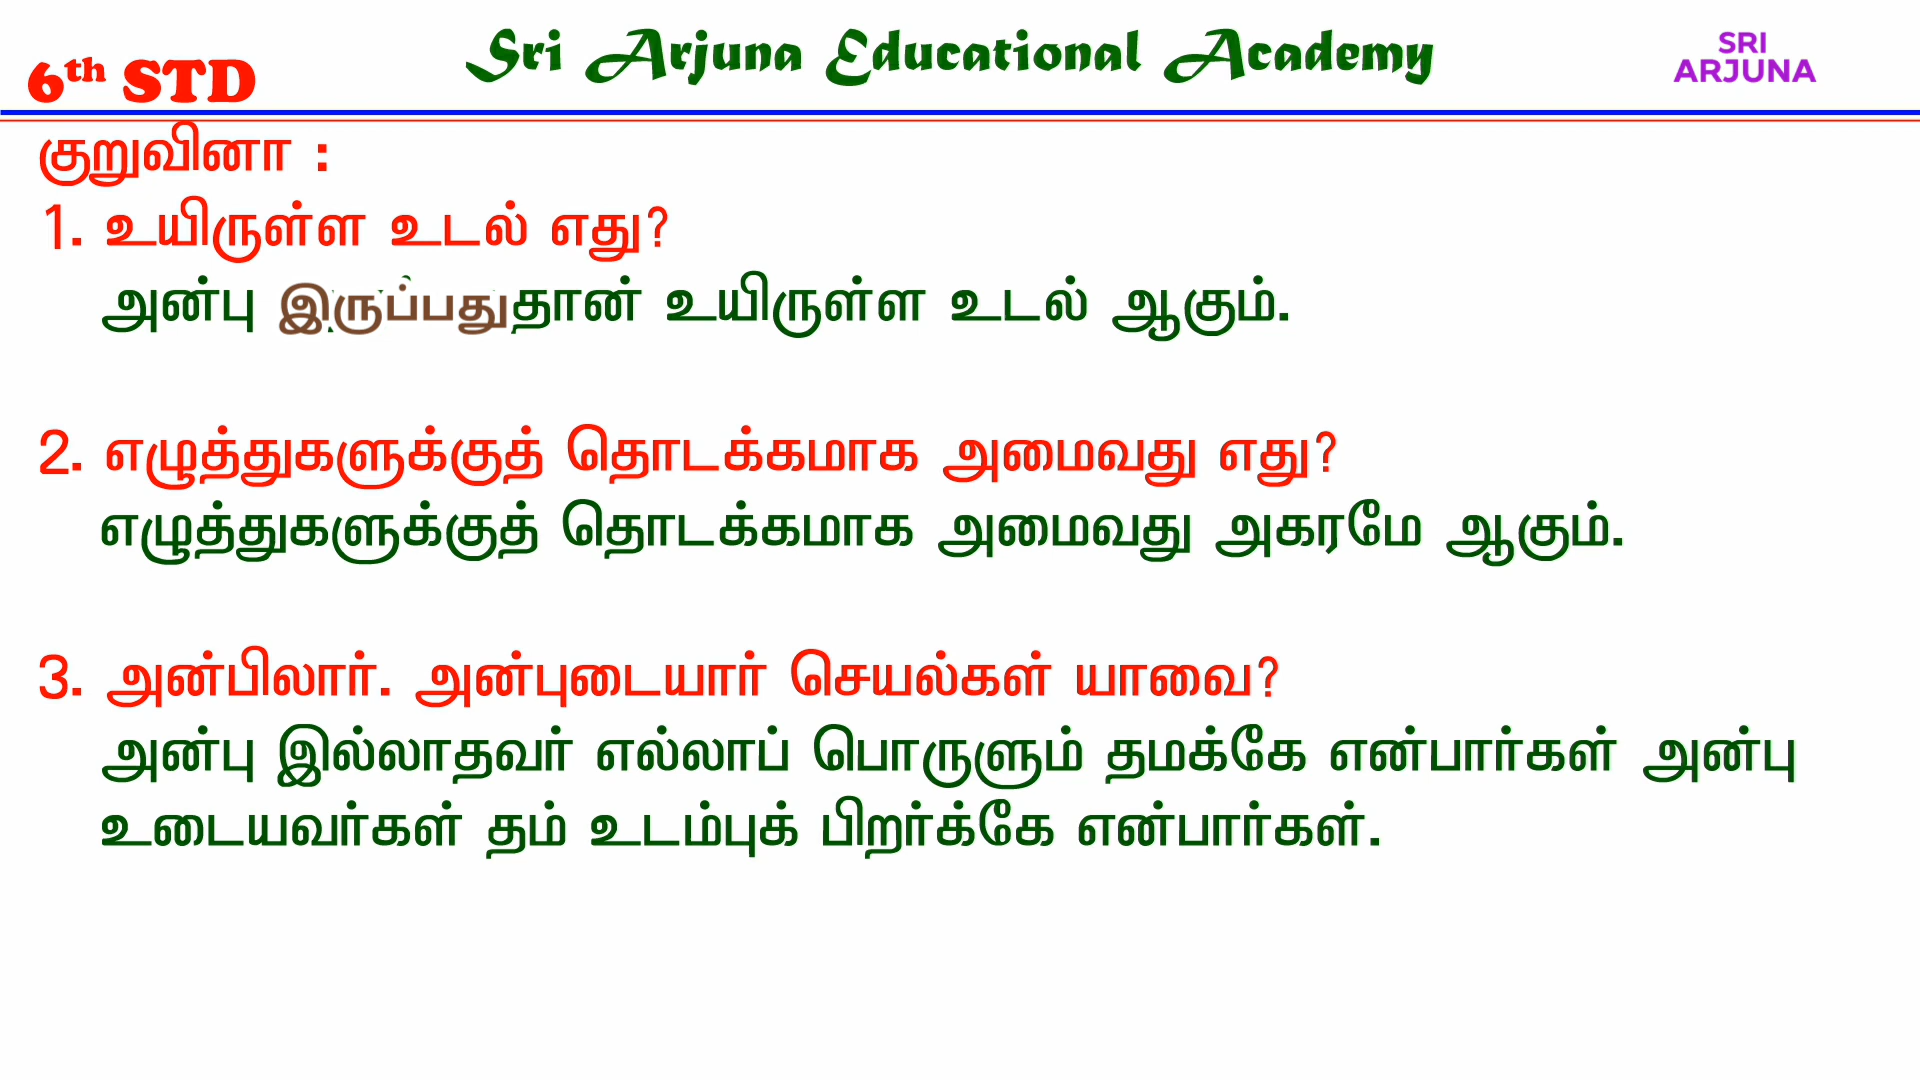 6th STD
Sri Arjuna Educational Academy
SRI
ARJUNA
குறுவினா :
1. உயிருள்ள உடல் எது?
அன்பு இருப்பதுதான் உயிருள்ள உடல் ஆகும்.
2. எழுத்துகளுக்குத் தொடக்கமாக அமைவது எது?
எழுத்துகளுக்குத் தொடக்கமாக அமைவது அகரமே ஆகும்.
3. அன்பிலார். அன்புடையார் செயல்கள் யாவை?
அன்பு இல்லாதவர் எல்லாப் பொருளும் தமக்கே என்பார்கள் அன்பு
உடையவர்கள் தம் உடம்புக் பிறர்க்கே என்பார்கள்.